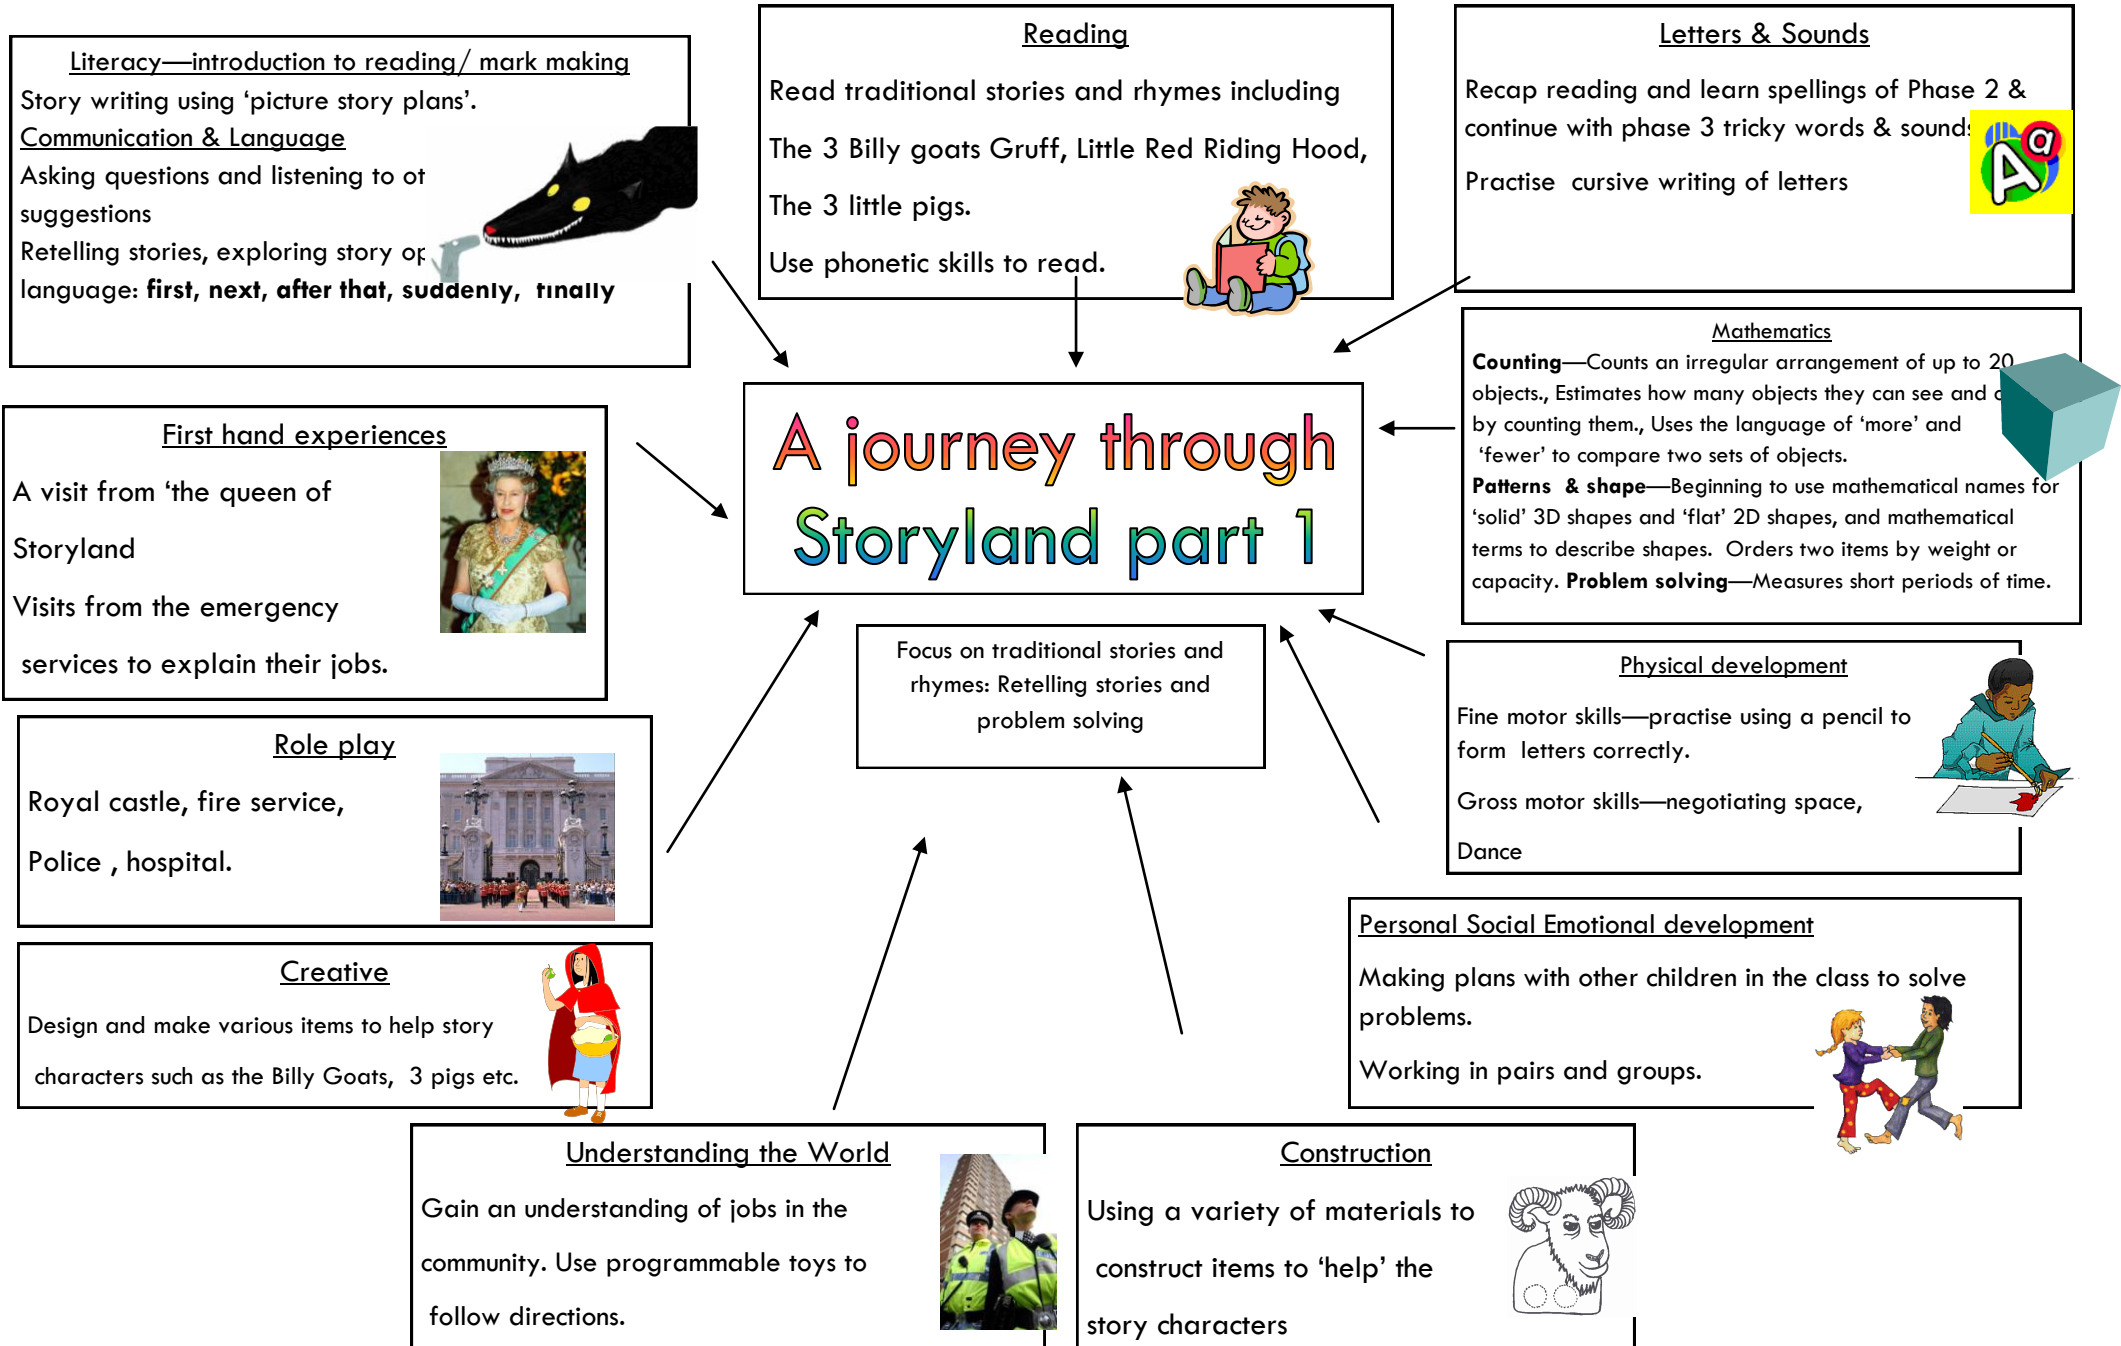 Literacy—introduction to reading/ mark making
Story writing using ‘picture story plans’.
Communication & Language
Asking questions and listening to ot
suggestions
Retelling stories, exploring story op
language: first, next, after that, suddenly, finally
Reading
Read traditional stories and rhymes including
The 3 Billy goats Gruff, Little Red Riding Hood,
The 3 little pigs.
Use phonetic skills to read.
Letters & Sounds
Recap reading and learn spellings of Phase 2 &
continue with phase 3 tricky words & sounds
Practise cursive writing of letters
A a
Mathematics
Counting—Counts an irregular arrangement of up to 20
objects., Estimates how many objects they can see and
by counting them., Uses the language of ‘more’ and
‘fewer’ to compare two sets of objects.
Patterns & shape—Beginning to use mathematical names for
‘solid’ 3D shapes and ‘flat’ 2D shapes, and mathematical
terms to describe shapes. Orders two items by weight or
capacity. Problem solving—Measures short periods of time.
First hand experiences
A visit from ‘the queen of
Storyland
Visits from the emergency
services to explain their jobs.
A journey through
Storyland part 1
Focus on traditional stories and
rhymes: Retelling stories and
problem solving
Physical development
Fine motor skills—practise using a pencil to
form letters correctly.
Gross motor skills—negotiating space,
Dance
Role play
Royal castle, fire service,
Police , hospital.
Personal Social Emotional development
Making plans with other children in the class to solve
problems.
Working in pairs and groups.
Creative
Design and make various items to help story
characters such as the Billy Goats, 3 pigs etc.
Understanding the World
Gain an understanding of jobs in the
community. Use programmable toys to
follow directions.
Construction
Using a variety of materials to
construct items to ‘help’ the
story characters